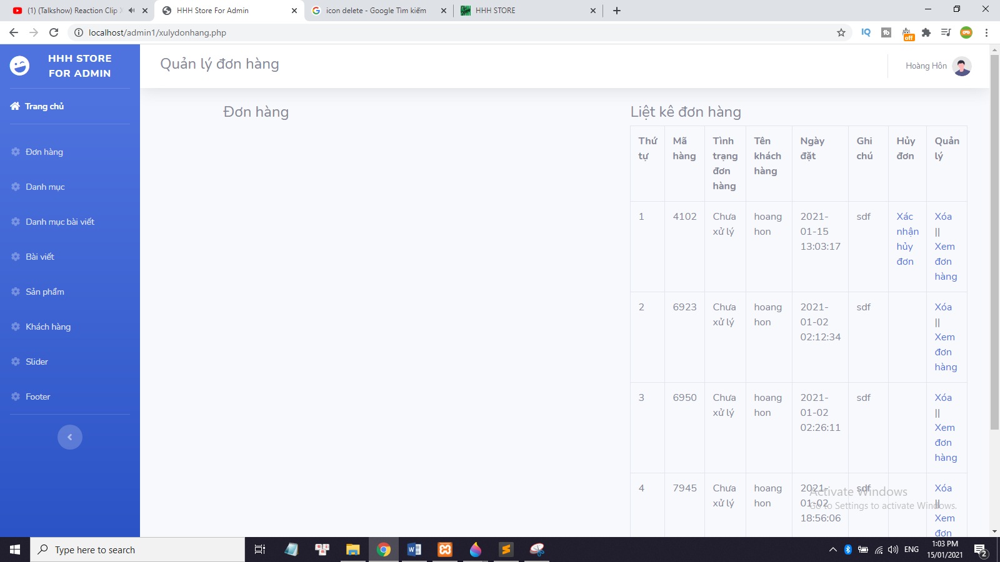 (1) (Talkshow) Reaction Clip
HHH Store For Admin
icon delete - Google Tìm kiếm
HHH STORE
localhost/admin1/xulydonhang.php
off
HHH STORE
FOR ADMIN
Trang chủ
Đơn hàng
Danh mục
Danh mục bài viết
Bài viết
Sản phẩm
Khách hàng
Slider
Footer
Quản lý đơn hàng
Hoàng Hôn
Đơn hàng
Liệt kê đơn hàng
Thứ tự Mã hàng Tình trạng đơn hàng Tên khách hàng Ngày đặt Ghi chú Hủy đơn Quản lý
1 4102 Chưa xử lý hoang hon 2021-01-15 13:03:17 sdf Xác nhận hủy đơn Xóa || Xem đơn hàng
2 6923 Chưa xử lý hoang hon 2021-01-02 02:12:34 sdf Xóa || Xem đơn hàng
3 6950 Chưa xử lý hoang hon 2021-01-02 02:26:11 sdf Xóa || Xem đơn hàng
4 7945 Chưa xử lý hoang hon 2021-01-02 18:56:06 sdf Xóa || Xem đơn
Activate Windows
Go to Settings to activate Windows.
Type here to search
ENG
1:03 PM
15/01/2021
2